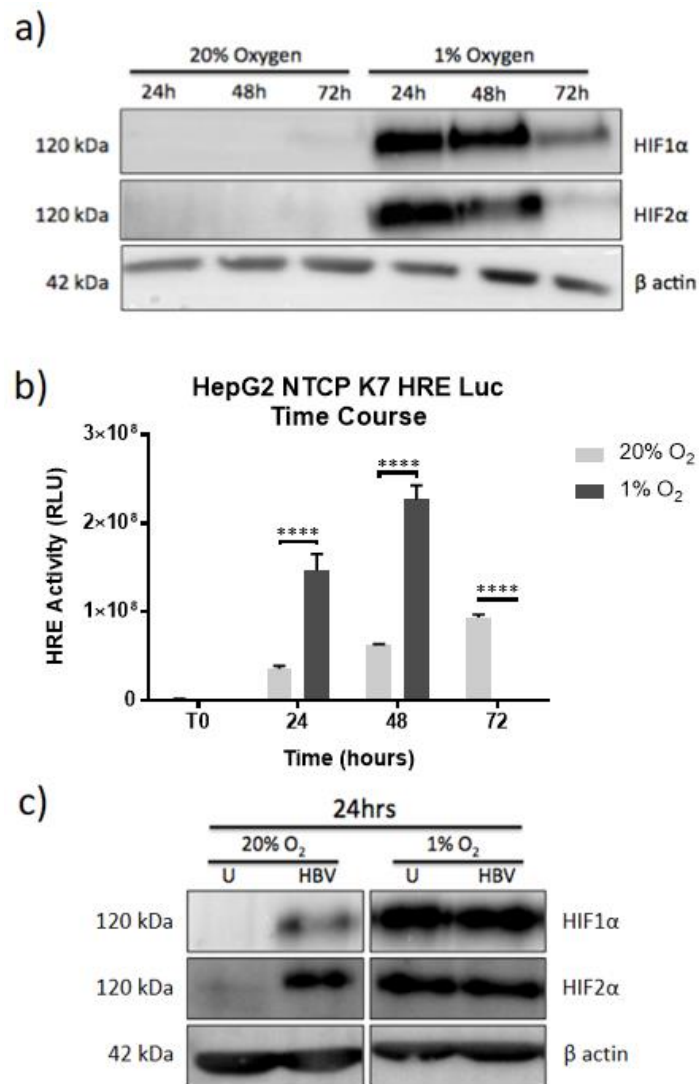 a)
20% Oxygen 1% Oxygen
24h 48h 72h 24h 48h 72h
120 kDa HIF1α
120 kDa HIF2α
42 kDa β actin
b)
HepG2 NTCP K7 HRE Luc
Time Course
3×10⁸
2×10⁸
1×10⁸
0
HRE Activity (RLU)
**** **** ****
20% O₂
1% O₂
T0 24 48 72
Time (hours)
c)
24hrs
20% O₂ 1% O₂
U HBV U HBV
120 kDa HIF1α
120 kDa HIF2α
42 kDa β actin